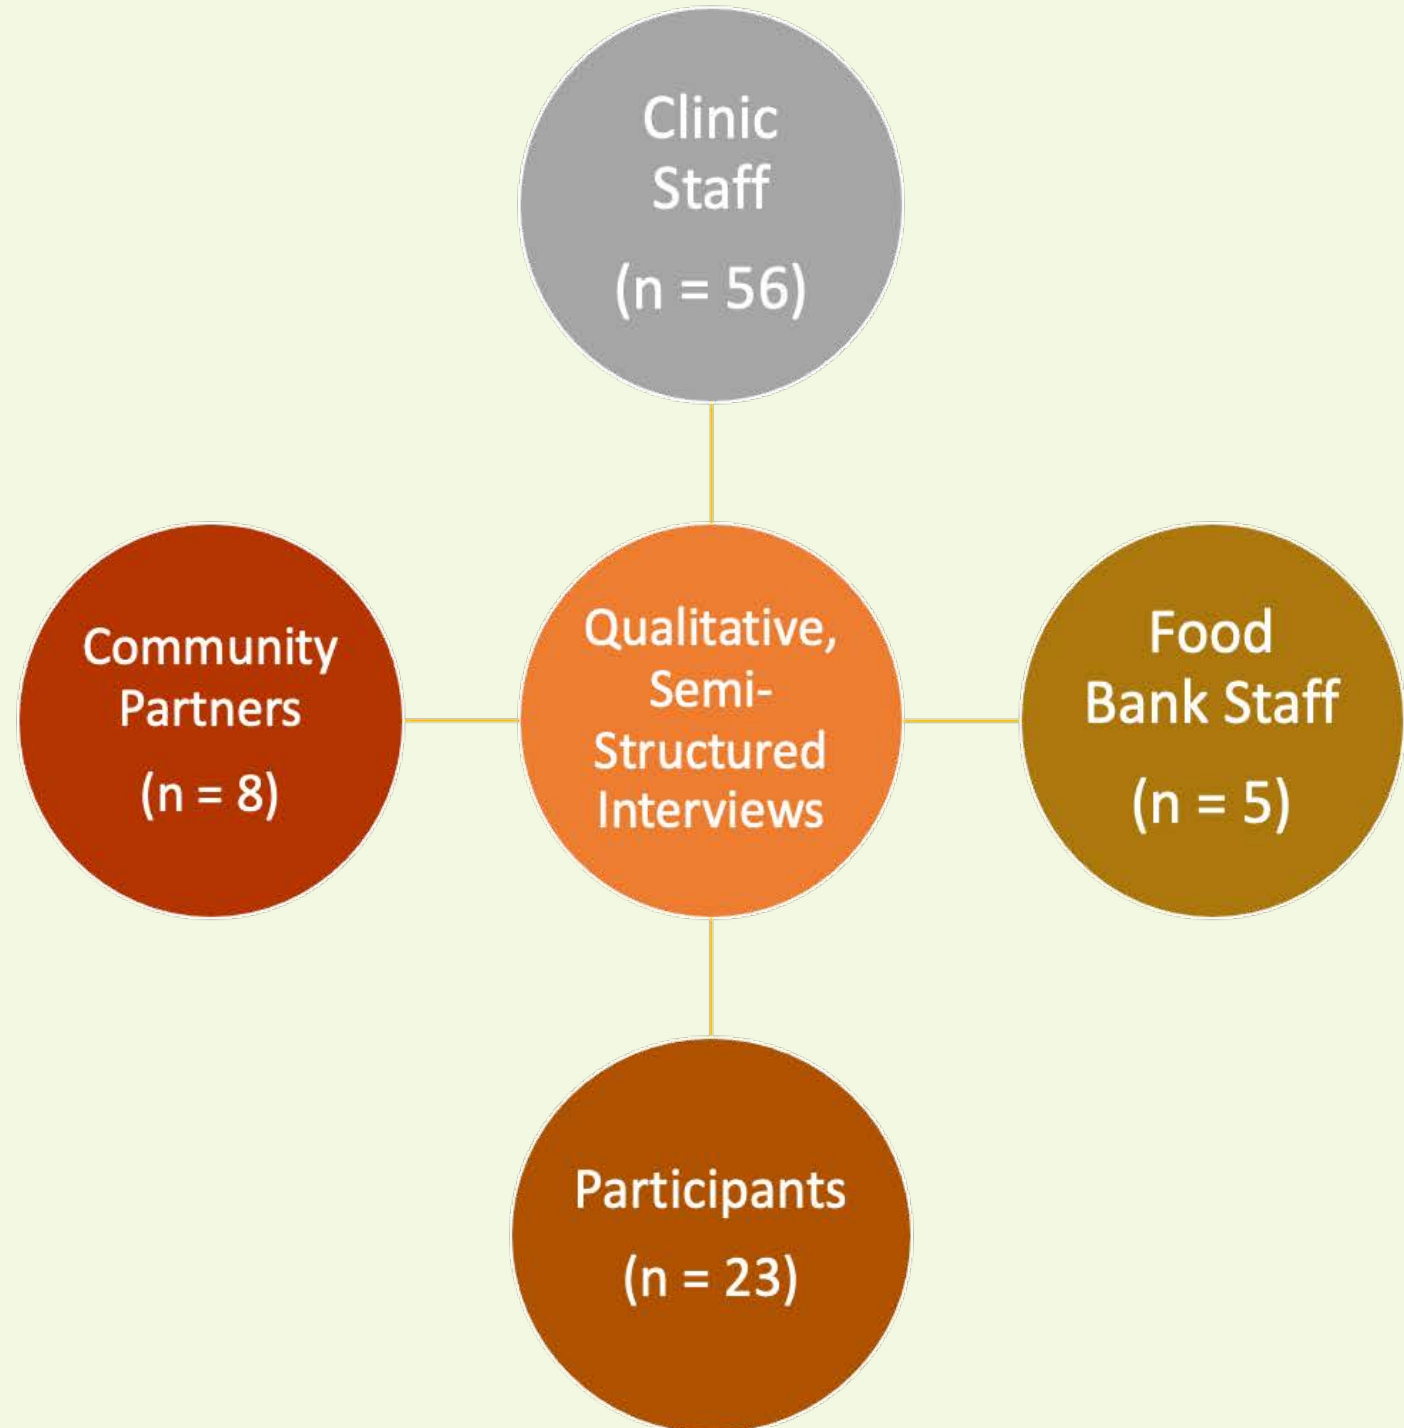 Clinic
Staff
(n = 56)
Community
Partners
(n = 8)
Qualitative,
Semi-
Structured
Interviews
Food
Bank Staff
(n = 5)
Participants
(n = 23)